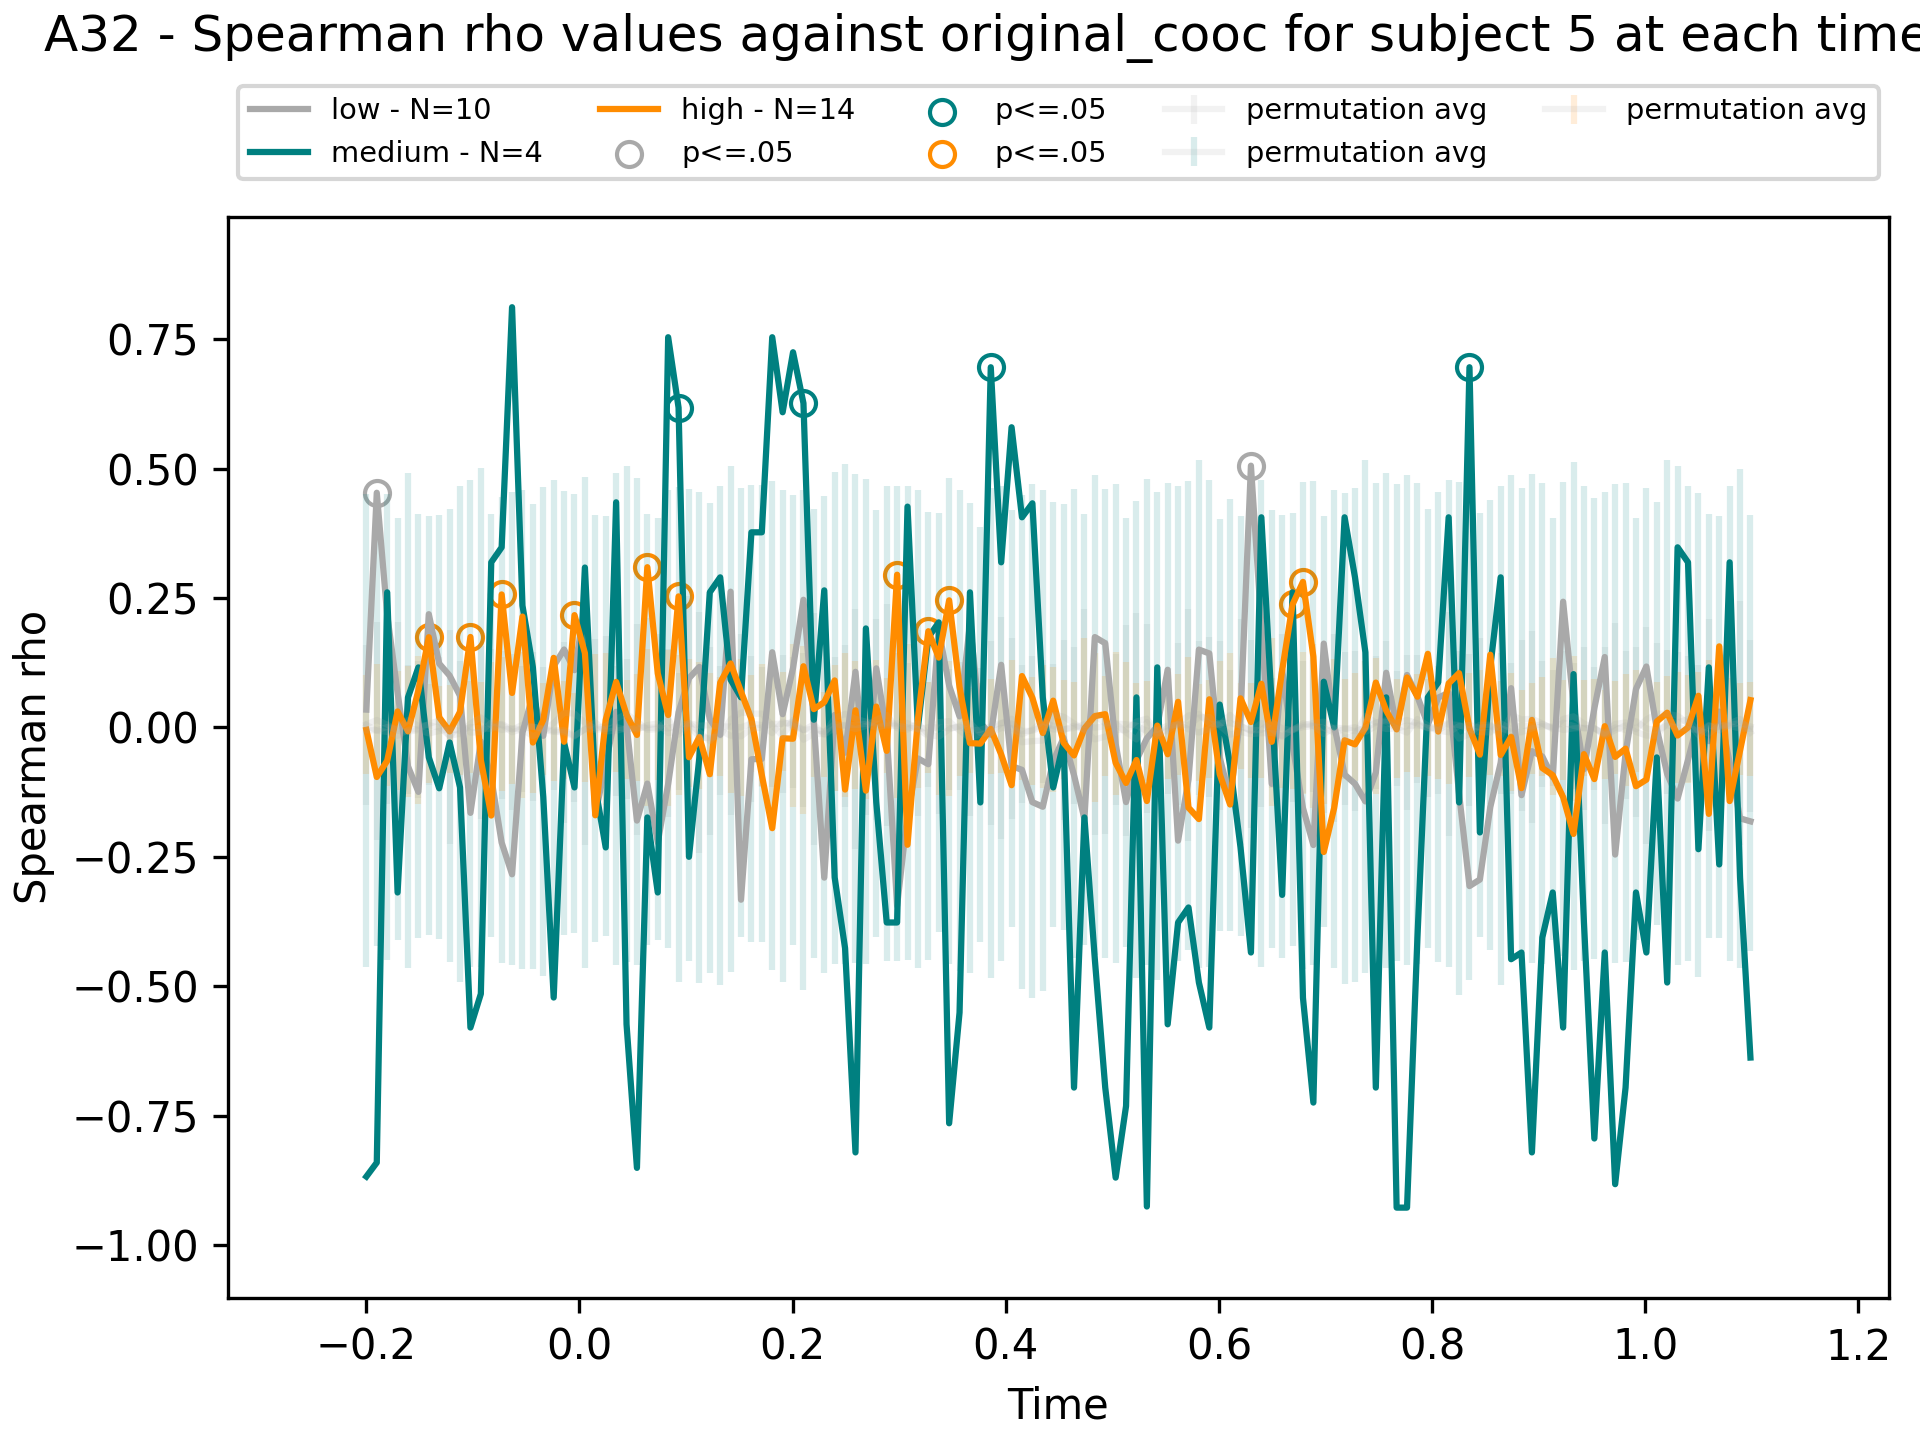 A32 - Spearman rho values against original_cooc for subject 5 at each time
low - N=10
high - N=14
p<=.05
permutation avg
permutation avg
medium - N=4
p<=.05
p<=.05
permutation avg
0.75
0.50
0.25
0.00
−0.25
−0.50
−0.75
−1.00
Spearman rho
−0.2
0.0
0.2
0.4
0.6
0.8
1.0
1.2
Time